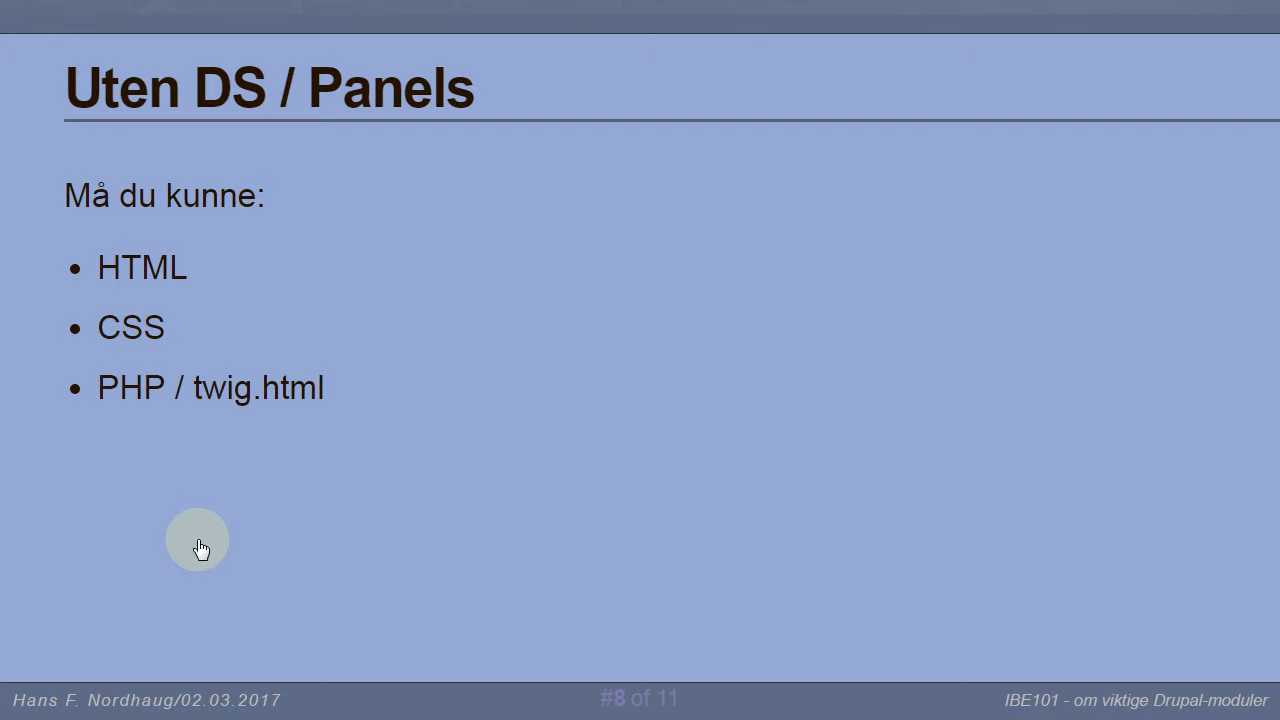 Uten DS / Panels
Må du kunne:
• HTML
• CSS
• PHP / twig.html
Hans F. Nordhaug/02.03.2017
#8 of 11
IBE101 - om viktige Drupal-moduler